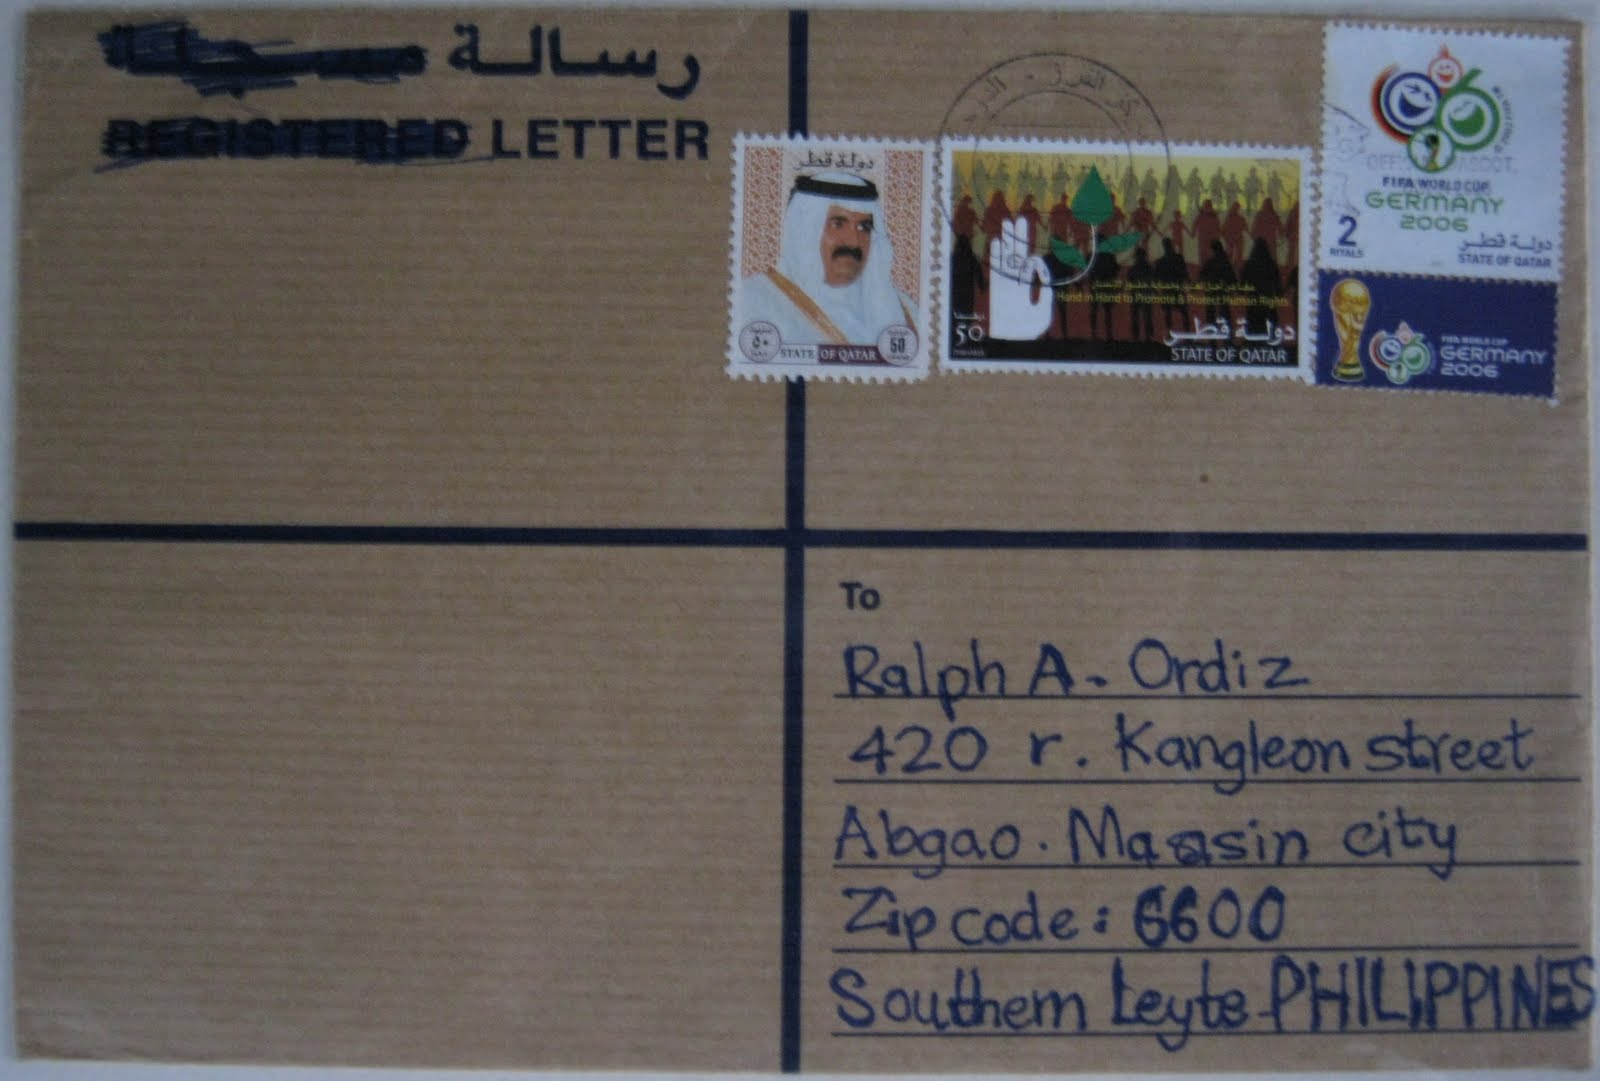 رسالة مسجلة
REGISTERED LETTER
دولة قطر
STATE OF QATAR
٥٠
50
Hand in Hand to Promote & Protect Human Rights
50
دولة قطر
STATE OF QATAR
FIFA WORLD CUP
GERMANY
2006
2
RIYALS
دولة قطر
STATE OF QATAR
FIFA WORLD CUP
GERMANY
2006
To
Ralph A. Ordiz
420 r. Kangleon street
Abgao. Maasin city
Zip code: 6600
Southern Leyte PHILIPPINES